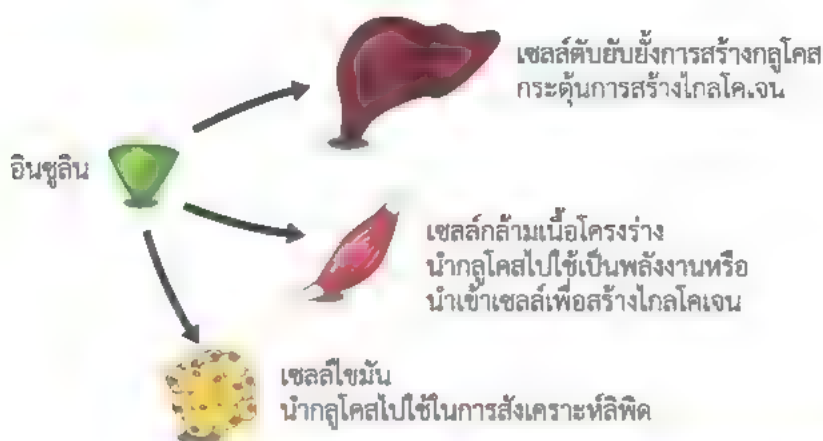 เซลล์ตับยับยั้งการสร้างกลูโคส
กระตุ้นการสร้างไกลโคเจน
อินซูลิน
เซลล์กล้ามเนื้อโครงร่าง
นำกลูโคสไปใช้เป็นพลังงานหรือ
นำเข้าเซลล์เพื่อสร้างไกลโคเจน
เซลล์ไขมัน
นำกลูโคสไปใช้ในการสังเคราะห์ลิพิด